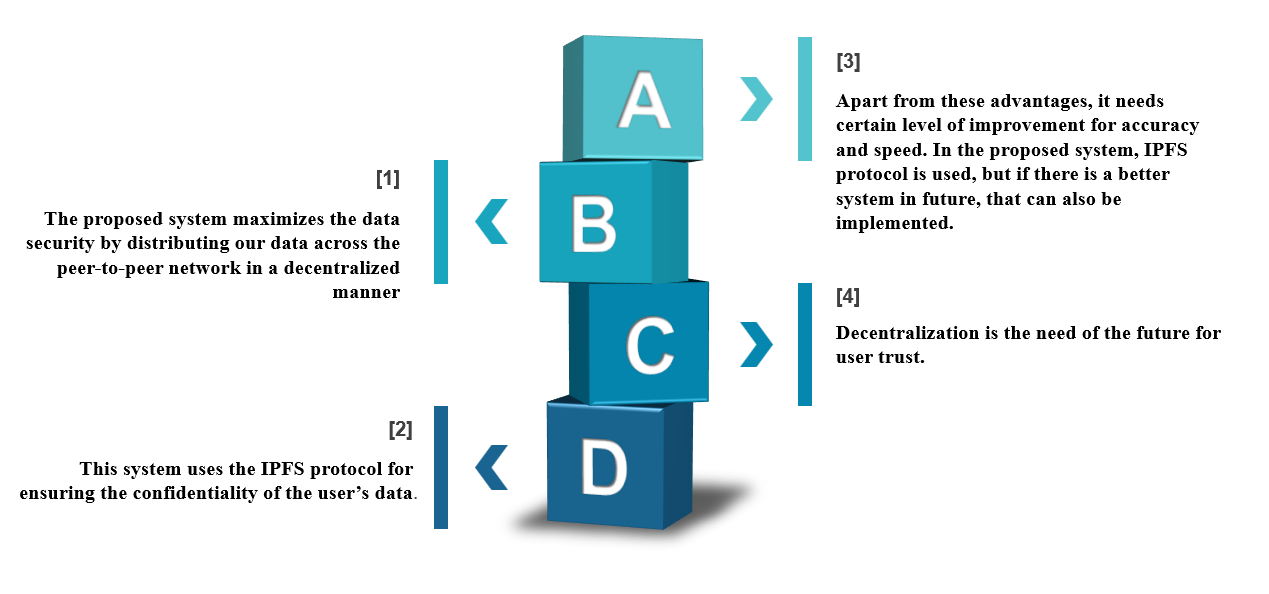 A
[3]
Apart from these advantages, it needs
certain level of improvement for accuracy
and speed. In the proposed system, IPFS
protocol is used, but if there is a better
system in future, that can also be
implemented.
[1]
The proposed system maximizes the data
security by distributing our data across the
peer-to-peer network in a decentralized
manner
B
C
[4]
Decentralization is the need of the future for
user trust.
[2]
This system uses the IPFS protocol for
ensuring the confidentiality of the user’s data.
D